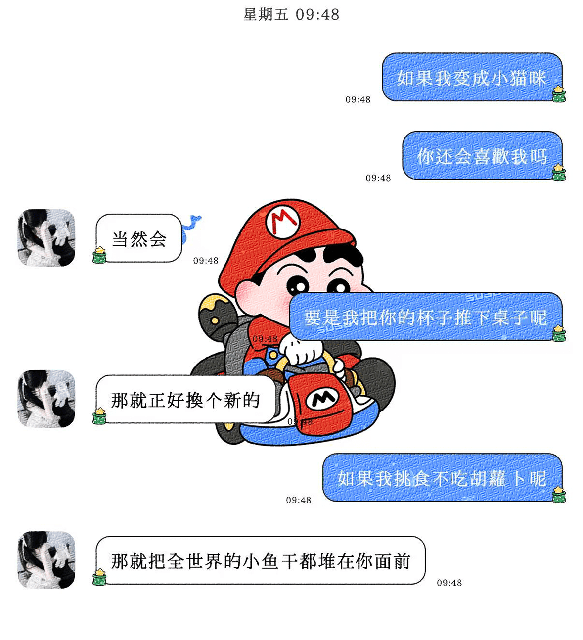 星期五 09:48
如果我变成小猫咪
09:48
你还会喜歡我吗
09:48
当然会
09:48
要是我把你的杯子推下桌子呢
09:48
那就正好換个新的
如果我挑食不吃胡蘿卜呢
09:48
那就把全世界的小鱼干都堆在你面前
09:48